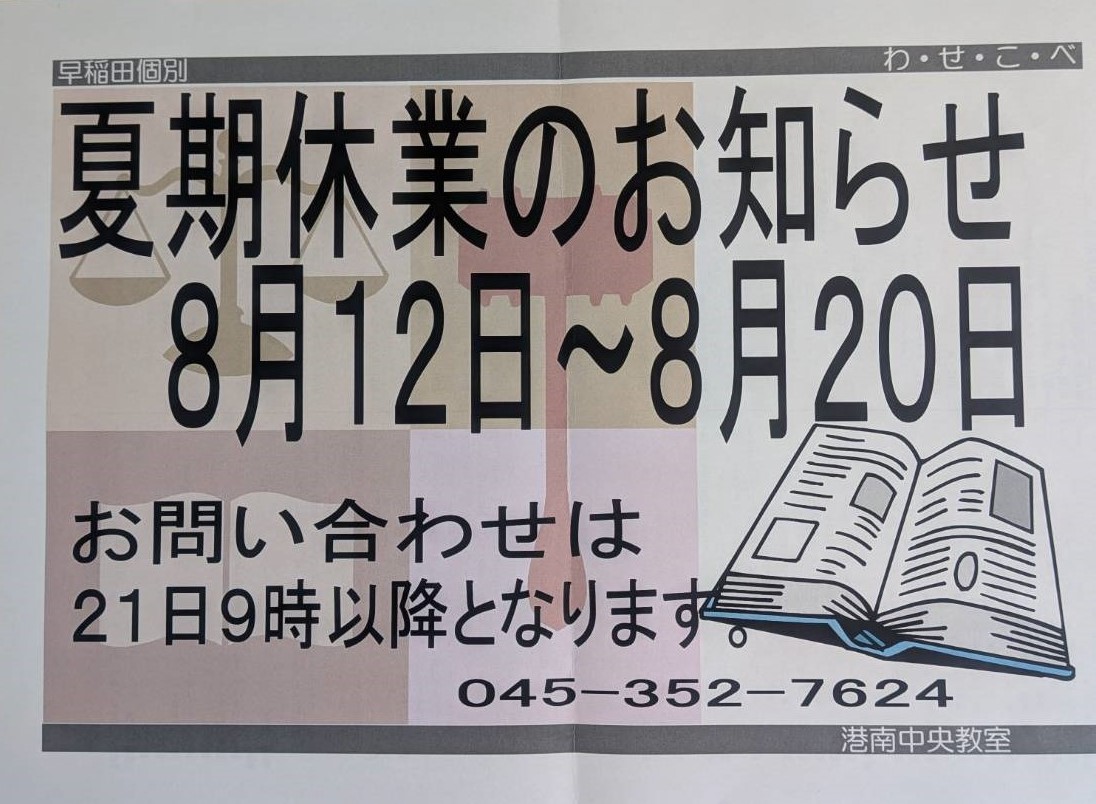 早稲田個別
わ・せ・こ・べ
夏期休業のお知らせ
8月12日~8月20日
お問い合わせは
21日9時以降となります。
045-352-7624
港南中央教室